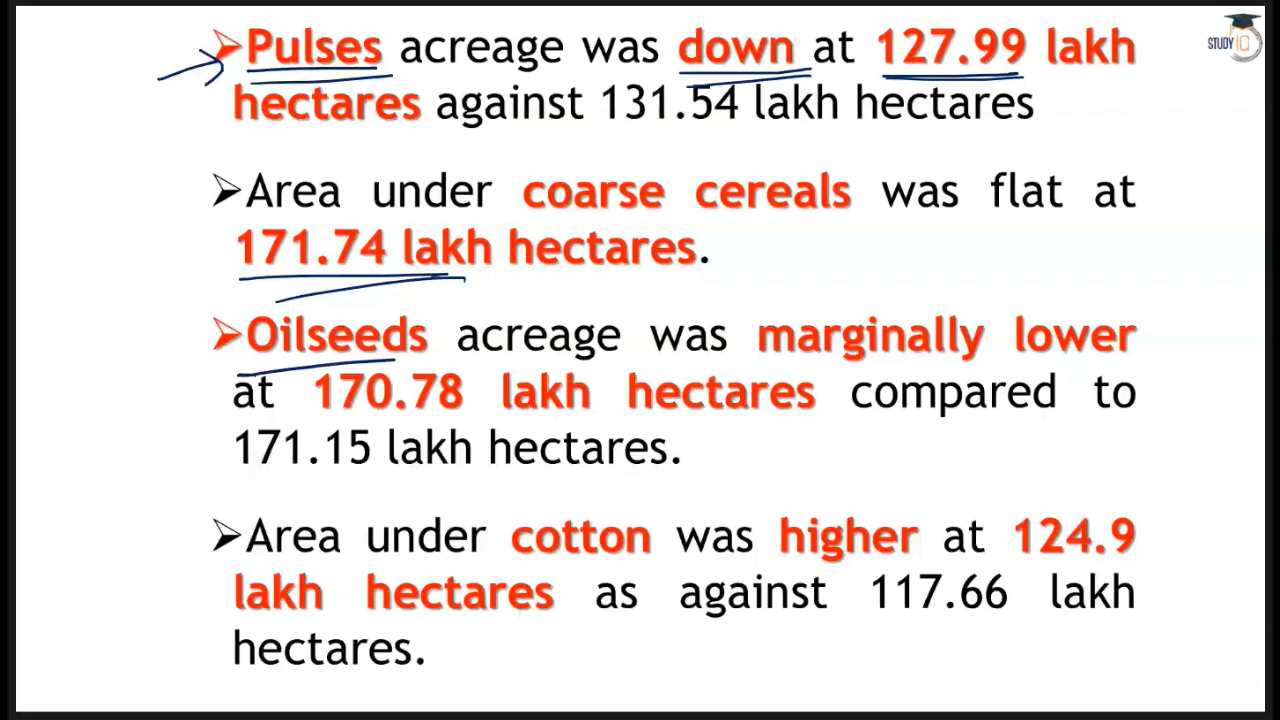 ➢Pulses acreage was down at 127.99 lakh
hectares against 131.54 lakh hectares
➢Area under coarse cereals was flat at
171.74 lakh hectares.
➢Oilseeds acreage was marginally lower
at 170.78 lakh hectares compared to
171.15 lakh hectares.
➢Area under cotton was higher at 124.9
lakh hectares as against 117.66 lakh
hectares.
STUDY IQ